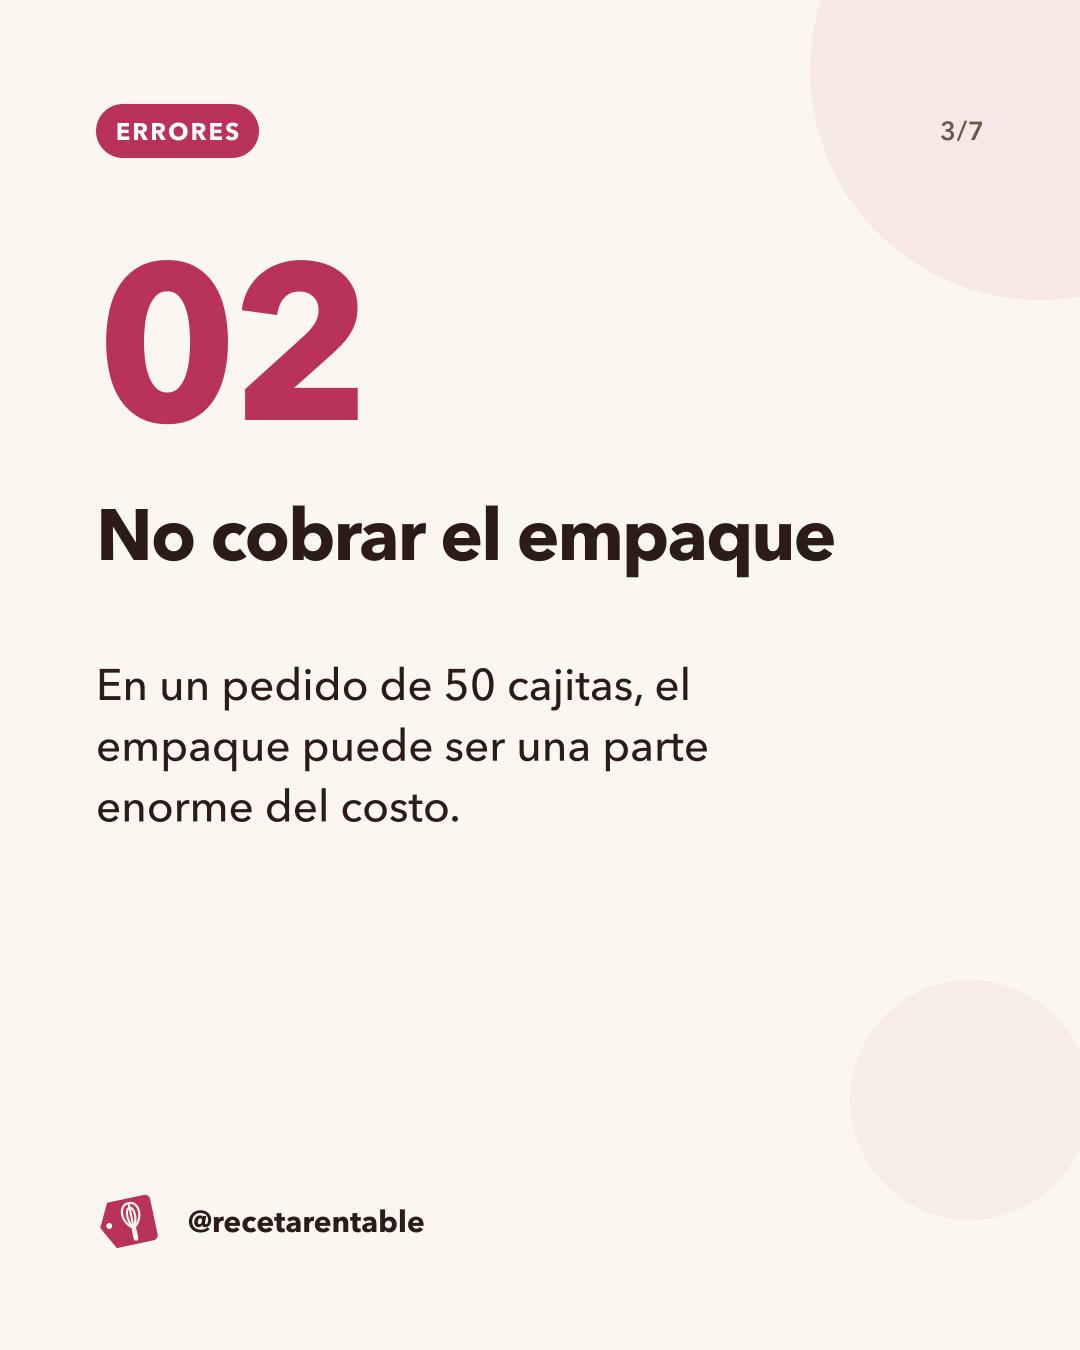 ERRORES
3/7
02
No cobrar el empaque
En un pedido de 50 cajitas, el
empaque puede ser una parte
enorme del costo.
@recetarentable